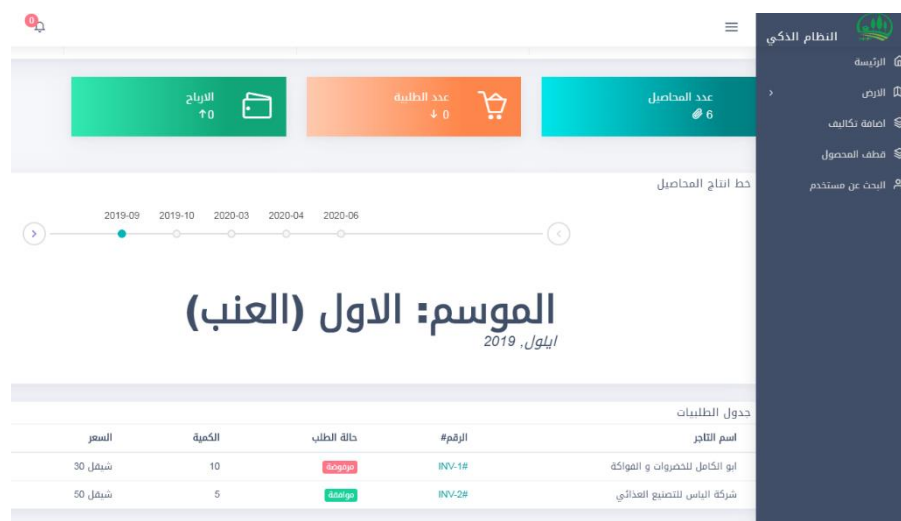 النظام الذكي
0
الرئيسة
الارض
اضافة تكاليف
قطف المحصول
البحث عن مستخدم
عدد المحاصيل
6
عدد الطلبية
0 ↓
الارباح
↑0
خط انتاج المحاصيل
2019-09 2019-10 2020-03 2020-04 2020-06
الموسم: الاول (العنب)
ايلول, 2019
جدول الطلبيات
اسم التاجر الرقم# حالة الطلب الكمية السعر
ابو الكامل للخضروات و الفواكة INV-1# مرفوضة 10 30 شيقل
شركة الياس للتصنيع الغذائي INV-2# موافقة 5 50 شيقل